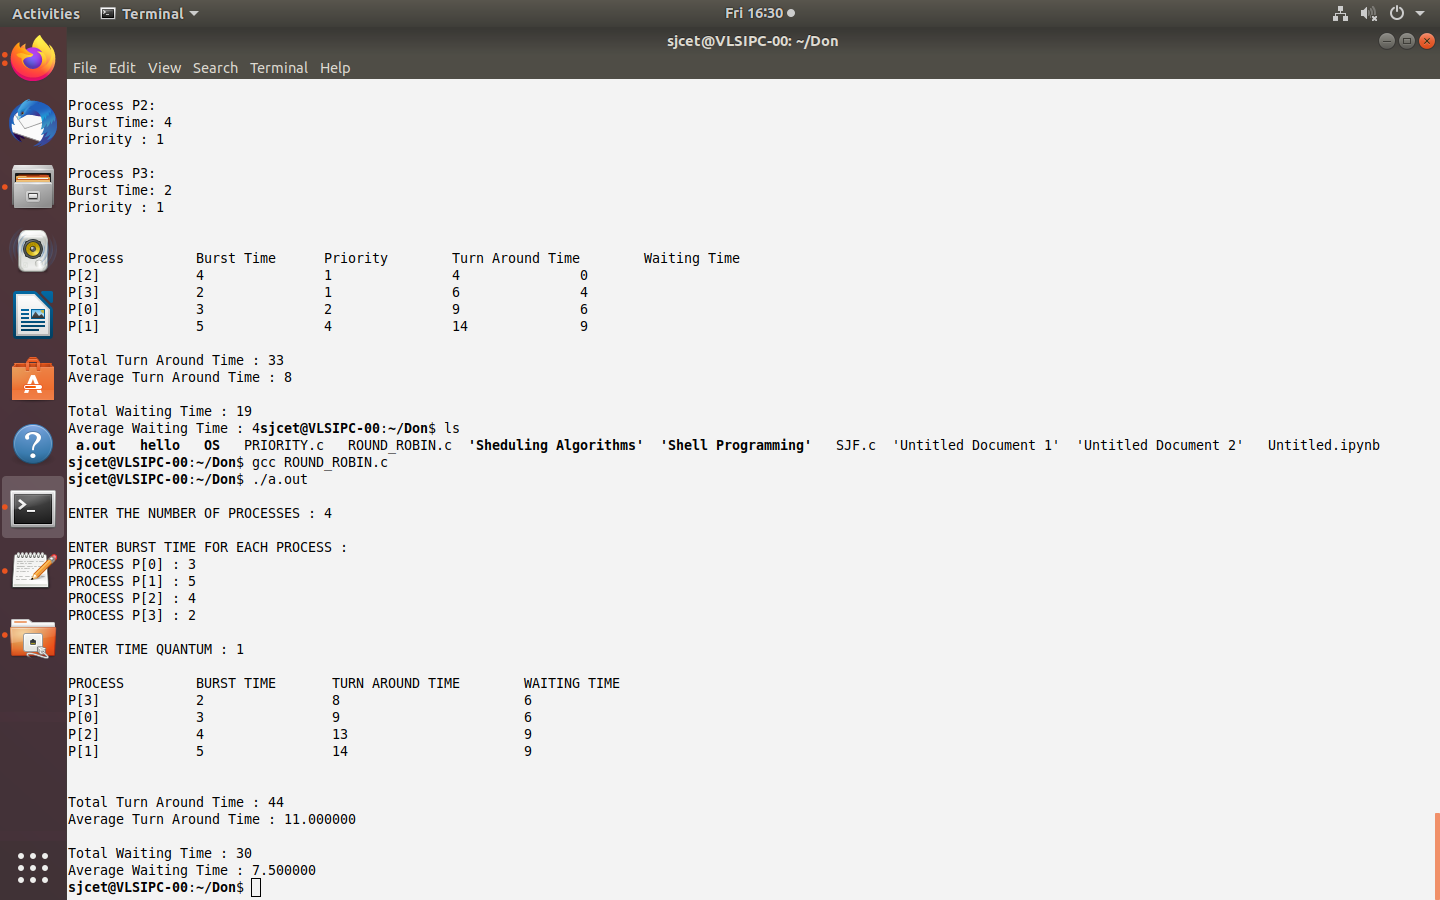 Activities Terminal Fri 16:30
sjcet@VLSIPC-00: ~/Don
File Edit View Search Terminal Help
Process P2:
Burst Time: 4
Priority : 1
Process P3:
Burst Time: 2
Priority : 1
Process Burst Time Priority Turn Around Time Waiting Time
P[2] 4 1 4 0
P[3] 2 1 6 4
P[0] 3 2 9 6
P[1] 5 4 14 9
Total Turn Around Time : 33
Average Turn Around Time : 8
Total Waiting Time : 19
Average Waiting Time : 4sjcet@VLSIPC-00:~/Don$ ls
a.out hello OS PRIORITY.c ROUND_ROBIN.c 'Sheduling Algorithms' 'Shell Programming' SJF.c 'Untitled Document 1' 'Untitled Document 2' Untitled.ipynb
sjcet@VLSIPC-00:~/Don$ gcc ROUND_ROBIN.c
sjcet@VLSIPC-00:~/Don$ ./a.out
ENTER THE NUMBER OF PROCESSES : 4
ENTER BURST TIME FOR EACH PROCESS :
PROCESS P[0] : 3
PROCESS P[1] : 5
PROCESS P[2] : 4
PROCESS P[3] : 2
ENTER TIME QUANTUM : 1
PROCESS BURST TIME TURN AROUND TIME WAITING TIME
P[3] 2 8 6
P[0] 3 9 6
P[2] 4 13 9
P[1] 5 14 9
Total Turn Around Time : 44
Average Turn Around Time : 11.000000
Total Waiting Time : 30
Average Waiting Time : 7.500000
sjcet@VLSIPC-00:~/Don$